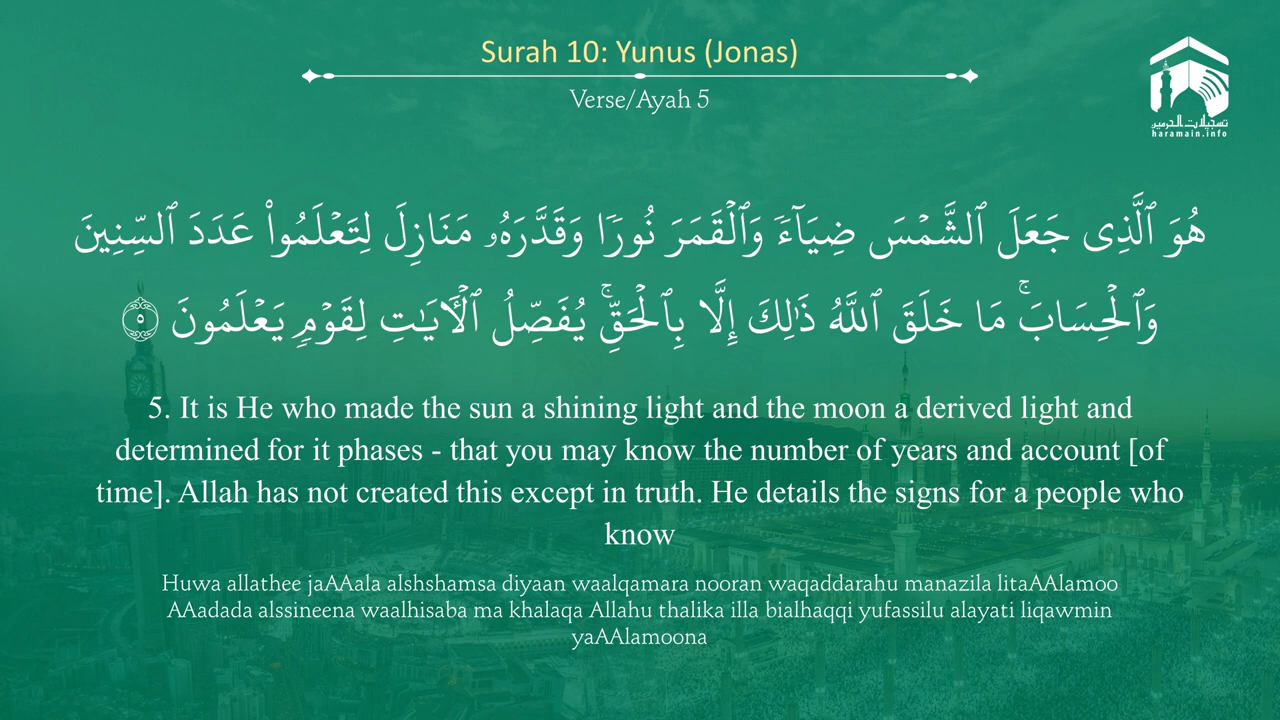 Surah 10: Yunus (Jonas)
Verse/Ayah 5
تسجيلات الحرمين
haramain.info
هُوَ ٱلَّذِى جَعَلَ ٱلشَّمْسَ ضِيَآءً وَٱلْقَمَرَ نُورًا وَقَدَّرَهُۥ مَنَازِلَ لِتَعْلَمُوا۟ عَدَدَ ٱلسِّنِينَ
وَٱلْحِسَابَ ۚ مَا خَلَقَ ٱللَّهُ ذَٰلِكَ إِلَّا بِٱلْحَقِّ ۚ يُفَصِّلُ ٱلْـَٔايَـٰتِ لِقَوْمٍ يَعْلَمُونَ ٥
5. It is He who made the sun a shining light and the moon a derived light and
determined for it phases - that you may know the number of years and account [of
time]. Allah has not created this except in truth. He details the signs for a people who
know
Huwa allathee jaAAala alshshamsa diyaan waalqamara nooran waqaddarahu manazila litaAAlamoo
AAadada alssineena waalhisaba ma khalaqa Allahu thalika illa bialhaqqi yufassilu alayati liqawmin
yaAAlamoona